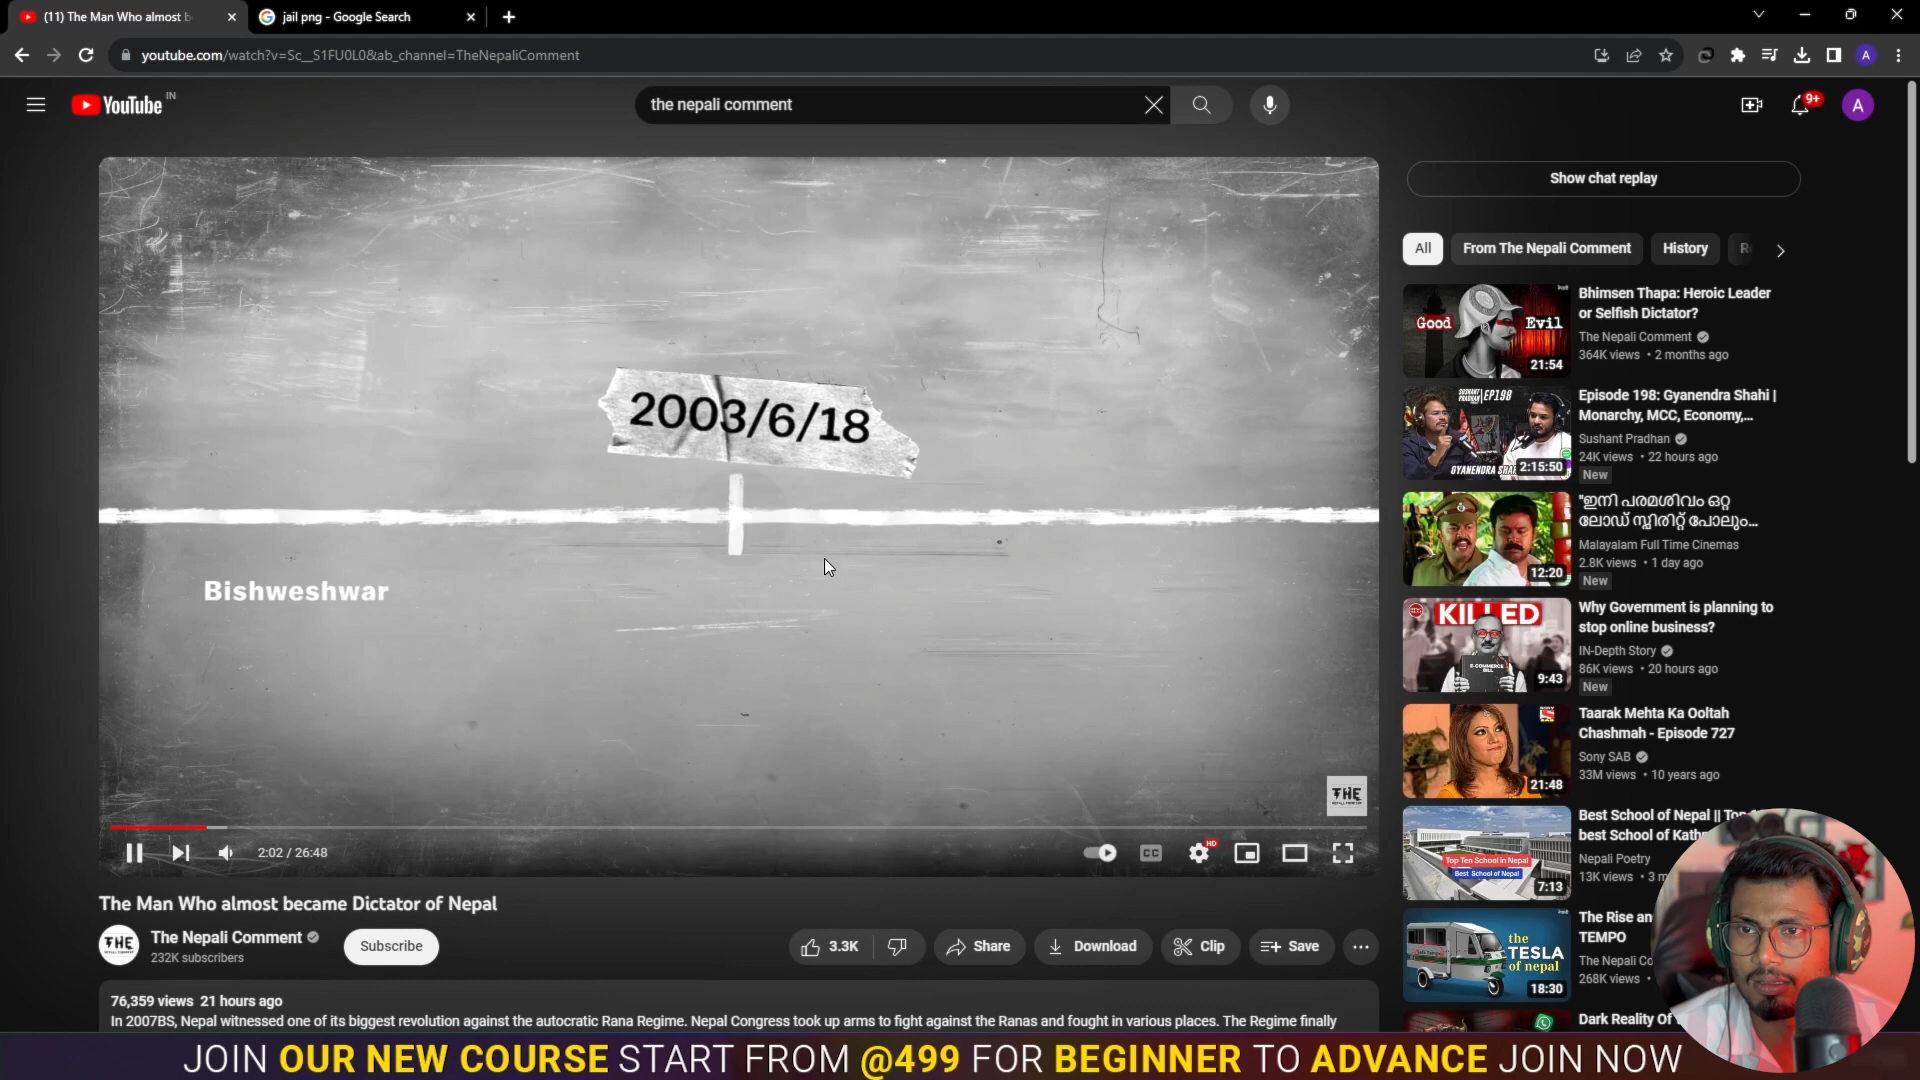 (11) The Man Who almost b
jail png - Google Search
youtube.com/watch?v=Sc__S1FU0L0&ab_channel=TheNepaliComment
YouTube IN
the nepali comment
9+
A
Show chat replay
All
From The Nepali Comment
History
2003/6/18
Bishweshwar
THE
2:02 / 26:48
CC
HD
The Man Who almost became Dictator of Nepal
THE
The Nepali Comment
232K subscribers
Subscribe
3.3K
Share
Download
Clip
Save
76,359 views 21 hours ago
In 2007BS, Nepal witnessed one of its biggest revolution against the autocratic Rana Regime. Nepal Congress took up arms to fight against the Ranas and fought in various places. The Regime finally
Good
Evil
21:54
Bhimsen Thapa: Heroic Leader
or Selfish Dictator?
The Nepali Comment
364K views • 2 months ago
SUSHANT PRADHAN EP.198
GYANENDRA SHAHI
2:15:50
Episode 198: Gyanendra Shahi |
Monarchy, MCC, Economy,...
Sushant Pradhan
24K views • 22 hours ago
New
12:20
"ഇനി പരമശിവം ഒറ്റ
ലോഡ് സ്പിരിറ്റ് പോലും...
Malayalam Full Time Cinemas
2.8K views • 1 day ago
New
KILLED
E-COMMERCE
BILL
9:43
Why Government is planning to
stop online business?
IN-Depth Story
86K views • 20 hours ago
New
21:48
Taarak Mehta Ka Ooltah
Chashmah - Episode 727
Sony SAB
33M views • 10 years ago
Top Ten School in Nepal
Best School of Nepal
7:13
Best School of Nepal || Top
best School of Kath
Nepali Poetry
13K views • 3 m
the
TESLA
of nepal
18:30
The Rise an
TEMPO
The Nepali Co
268K views •
Dark Reality Of
JOIN OUR NEW COURSE START FROM @499 FOR BEGINNER TO ADVANCE JOIN NOW